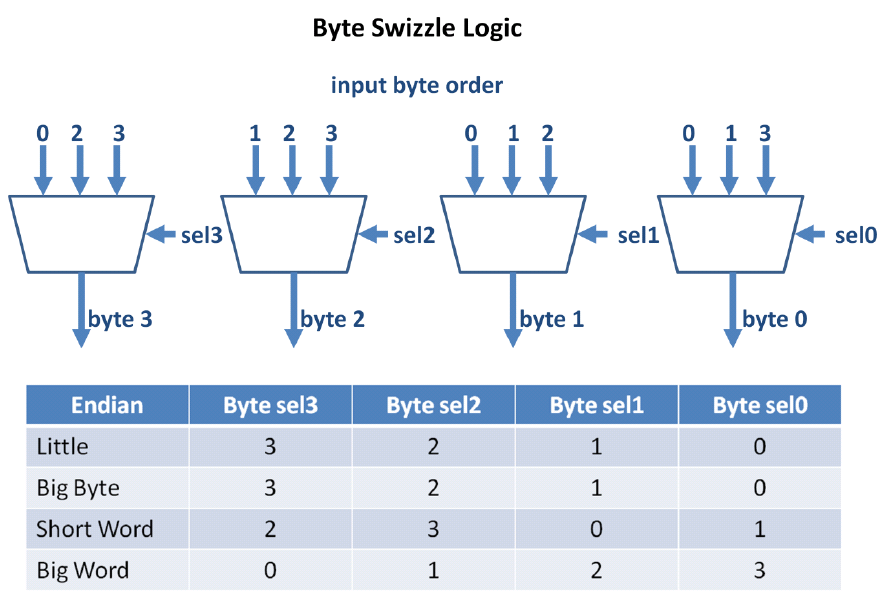 Byte Swizzle Logic
input byte order
0 2 3 1 2 3 0 1 2 0 1 3
sel3 sel2 sel1 sel0
byte 3 byte 2 byte 1 byte 0
Endian Byte sel3 Byte sel2 Byte sel1 Byte sel0
Little 3 2 1 0
Big Byte 3 2 1 0
Short Word 2 3 0 1
Big Word 0 1 2 3